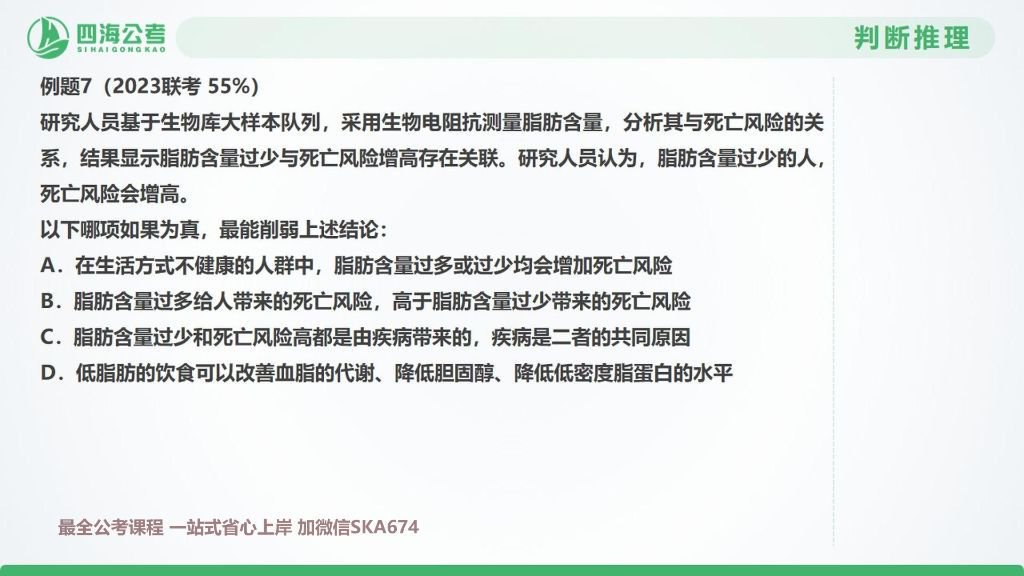 四海公考
SIHAIGONGKAO
判断推理
例题7（2023联考 55%）
研究人员基于生物库大样本队列，采用生物电阻抗测量脂肪含量，分析其与死亡风险的关
系，结果显示脂肪含量过少与死亡风险增高存在关联。研究人员认为，脂肪含量过少的人，
死亡风险会增高。
以下哪项如果为真，最能削弱上述结论：
A．在生活方式不健康的人群中，脂肪含量过多或过少均会增加死亡风险
B．脂肪含量过多给人带来的死亡风险，高于脂肪含量过少带来的死亡风险
C．脂肪含量过少和死亡风险高都是由疾病带来的，疾病是二者的共同原因
D．低脂肪的饮食可以改善血脂的代谢、降低胆固醇、降低低密度脂蛋白的水平
最全公考课程 一站式省心上岸 加微信SKA674